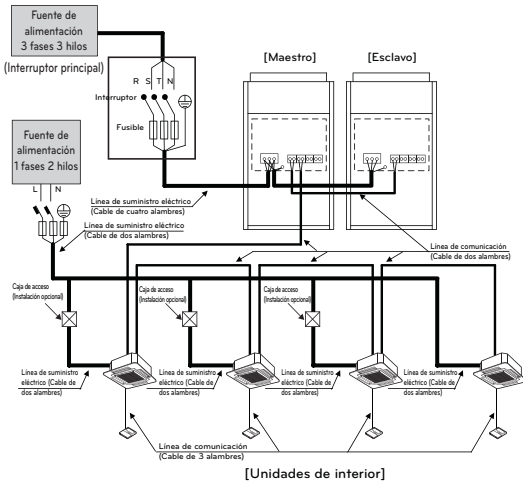 Fuente de
alimentación
3 fases 3 hilos
(Interruptor principal)
R S T N
Interruptor
Fusible
[Maestro]
[Esclavo]
Fuente de
alimentación
1 fases 2 hilos
L N
Línea de suministro eléctrico
(Cable de cuatro alambres)
Línea de suministro eléctrico
(Cable de dos alambres)
Línea de comunicación
(Cable de dos alambres)
Caja de acceso
(Instalación opcional)
Caja de acceso
(Instalación opcional)
Caja de acceso
(Instalación opcional)
Línea de suministro
eléctrico (Cable de
dos alambres)
Línea de suministro
eléctrico (Cable de
dos alambres)
Línea de suministro
eléctrico (Cable de
dos alambres)
Línea de suministro
eléctrico (Cable de
dos alambres)
Línea de comunicación
(Cable de 3 alambres)
[Unidades de interior]